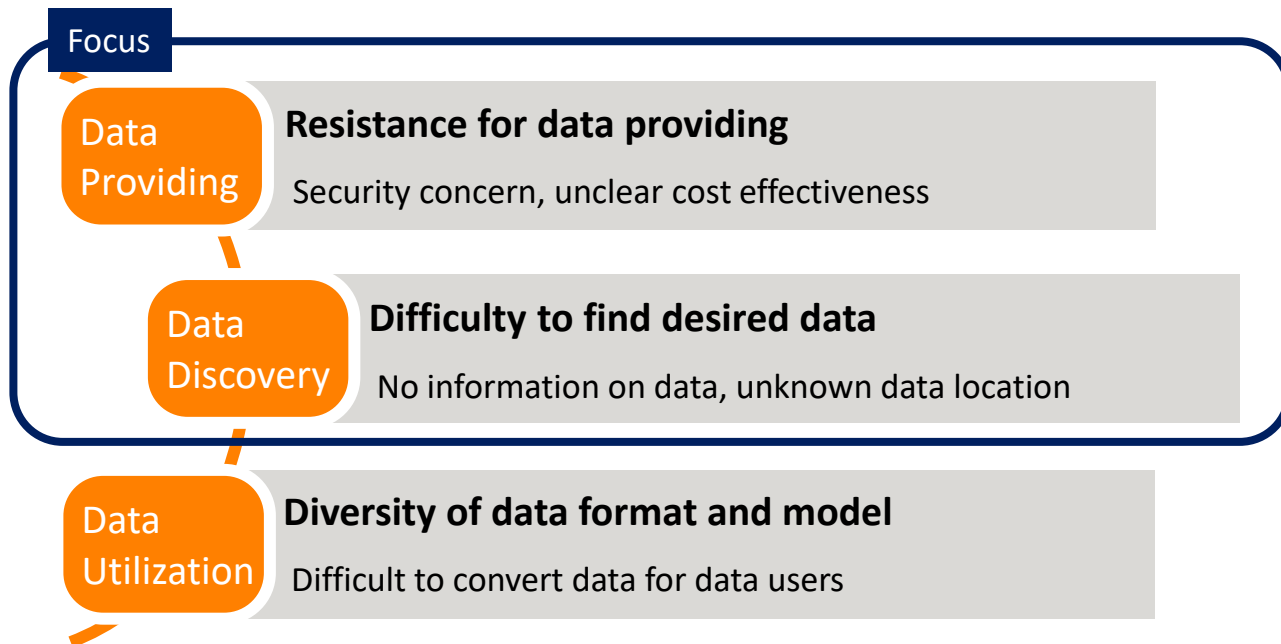 Focus
Data
Providing
Resistance for data providing
Security concern, unclear cost effectiveness
Data
Discovery
Difficulty to find desired data
No information on data, unknown data location
Data
Utilization
Diversity of data format and model
Difficult to convert data for data users